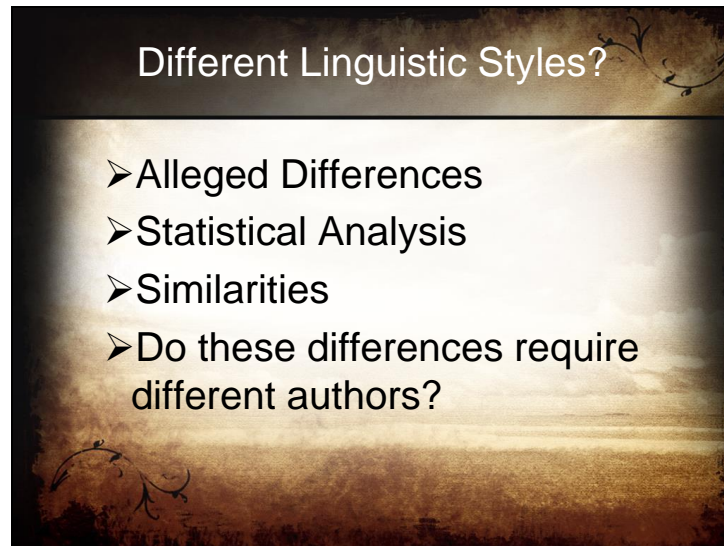 Different Linguistic Styles?
➢Alleged Differences
➢Statistical Analysis
➢Similarities
➢Do these differences require
different authors?